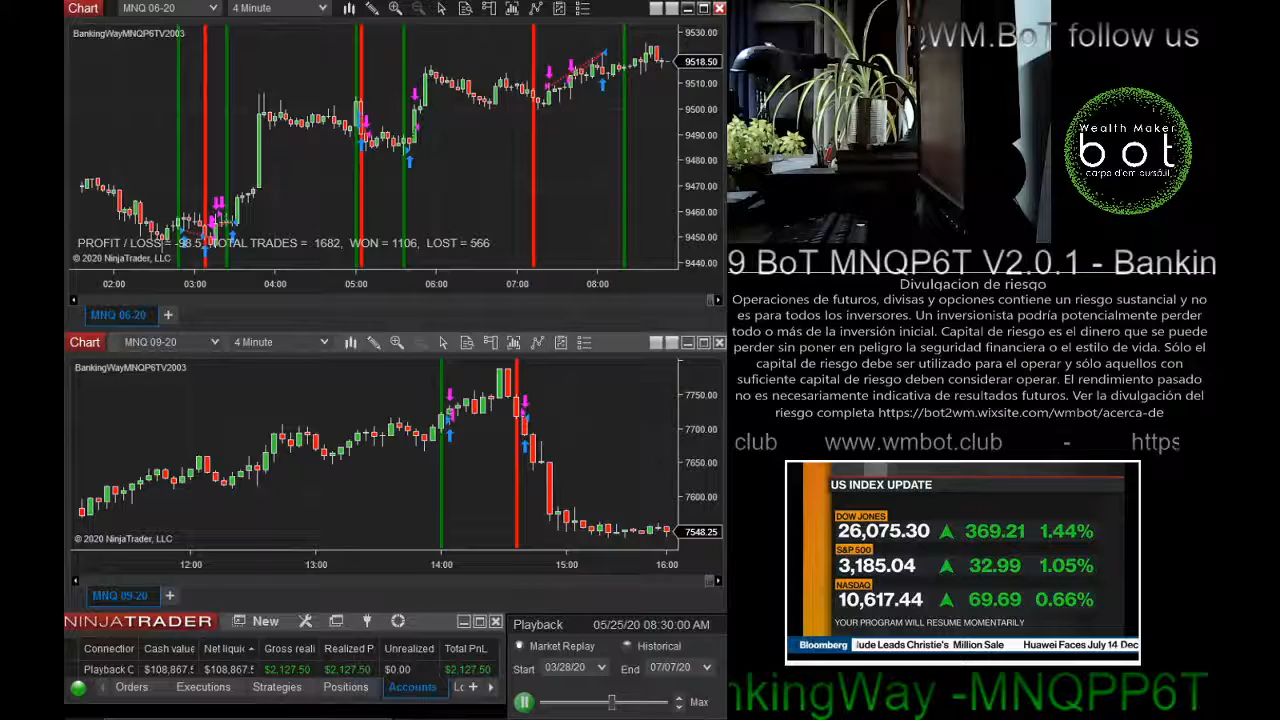 Chart MNQ 06-20 4 Minute
BankingWayMNQP6TV2003
9530.00
9518.50
9510.00
9500.00
9490.00
9480.00
9470.00
9460.00
9450.00
9440.00
PROFIT / LOSS = -98.5, TOTAL TRADES = 1682, WON = 1106, LOST = 566
© 2020 NinjaTrader, LLC
02:00 03:00 04:00 05:00 06:00 07:00 08:00
MNQ 06-20 +
Chart MNQ 09-20 4 Minute
BankingWayMNQP6TV2003
7750.00
7700.00
7650.00
7600.00
7548.25
© 2020 NinjaTrader, LLC
12:00 13:00 14:00 15:00 16:00
MNQ 09-20 +
NINJATRADER New
Connection Cash value Net liquic Gross reali Realized P Unrealized Total PnL
Playback C $108,867.5 $108,867.5 $2,127.50 $2,127.50 $0.00 $2,127.50
Orders Executions Strategies Positions Accounts Lo +
Playback 05/25/20 08:30:00 AM
Market Replay Historical
Start 03/28/20 End 07/07/20
Max
WM.BoT follow us
Wealth Maker
bot
9 BoT MNQP6T V2.0.1 - Bankin
Divulgacion de riesgo
Operaciones de futuros, divisas y opciones contiene un riesgo sustancial y no
es para todos los inversores. Un inversionista podría potencialmente perder
todo o más de la inversión inicial. Capital de riesgo es el dinero que se puede
perder sin poner en peligro la seguridad financiera o el estilo de vida. Sólo el
capital de riesgo debe ser utilizado para el operar y sólo aquellos con
suficiente capital de riesgo deben considerar operar. El rendimiento pasado
no es necesariamente indicativa de resultados futuros. Ver la divulgación del
riesgo completa https://bot2wm.wixsite.com/wmbot/acerca-de
club www.wmbot.club - https
US INDEX UPDATE
DOW JONES
26,075.30 369.21 1.44%
S&P 500
3,185.04 32.99 1.05%
NASDAQ
10,617.44 69.69 0.66%
YOUR PROGRAM WILL RESUME MOMENTARILY
Bloomberg ude Leads Christie's Million Sale Huawei Faces July 14 Dec
nkingWay -MNQPP6T